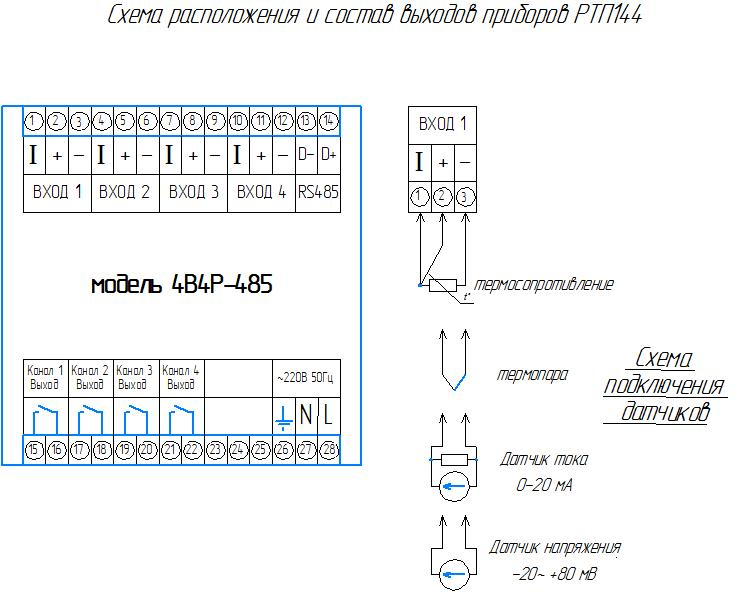 Схема расположения и состав выходов приборов РТП144
1 2 3 4 5 6 7 8 9 10 11 12 13 14
I + − I + − I + − I + − D− D+
ВХОД 1 ВХОД 2 ВХОД 3 ВХОД 4 RS485
модель 4В4Р-485
Канал 1 Канал 2 Канал 3 Канал 4 ~220В 50Гц
Выход Выход Выход Выход
N L
15 16 17 18 19 20 21 22 23 24 25 26 27 28
ВХОД 1
I + −
1 2 3
t°
термосопротивление
термопара
Датчик тока
0-20 мА
Датчик напряжения
-20~ +80 мВ
Схема
подключения
датчиков